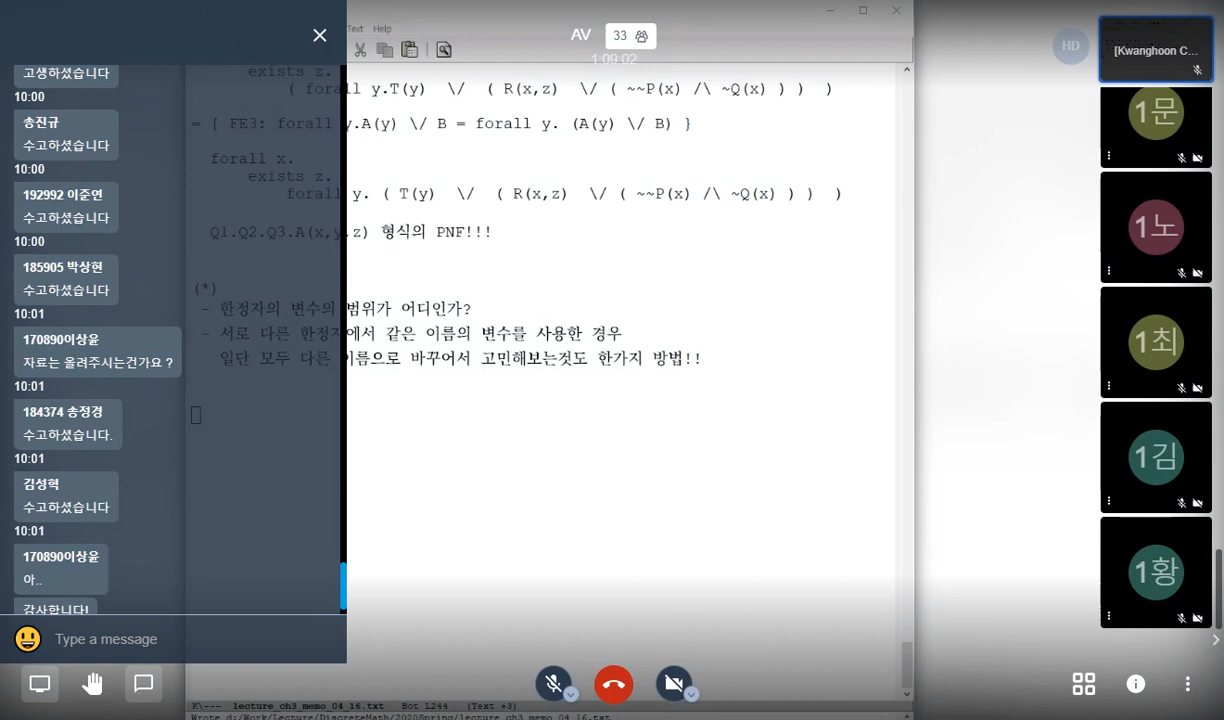 Text Help
AV 33
1:09:02
HD
[Kwanghoon C...
고생하셨습니다
10:00
송진규
수고하셨습니다
10:00
192992 이준연
수고하셨습니다
10:00
185905 박상현
수고하셨습니다
10:01
170890이상윤
자료는 올려주시는건가요 ?
10:01
184374 송정경
수고하셨습니다.
10:01
김성혁
수고하셨습니다
10:01
170890이상윤
아..
감사합니다!
Type a message
exists z.
( forall y.T(y) \/ ( R(x,z) \/ ( ~~P(x) /\ ~Q(x) ) ) )
= { FE3: forall y.A(y) \/ B = forall y. (A(y) \/ B) }
forall x.
exists z.
forall y. ( T(y) \/ ( R(x,z) \/ ( ~~P(x) /\ ~Q(x) ) ) )
Q1.Q2.Q3.A(x,y,z) 형식의 PNF!!!
(*)
- 한정자의 변수의 범위가 어디인가?
- 서로 다른 한정자에서 같은 이름의 변수를 사용한 경우
일단 모두 다른 이름으로 바꾸어서 고민해보는것도 한가지 방법!!
K\--- lecture_ch3_memo_04_16.txt Bot L244 (Text +3)
Wrote d:/Work/Lecture/DiscreteMath/2020Spring/lecture_ch3_memo_04_16.txt
1문
1노
1최
1김
1황